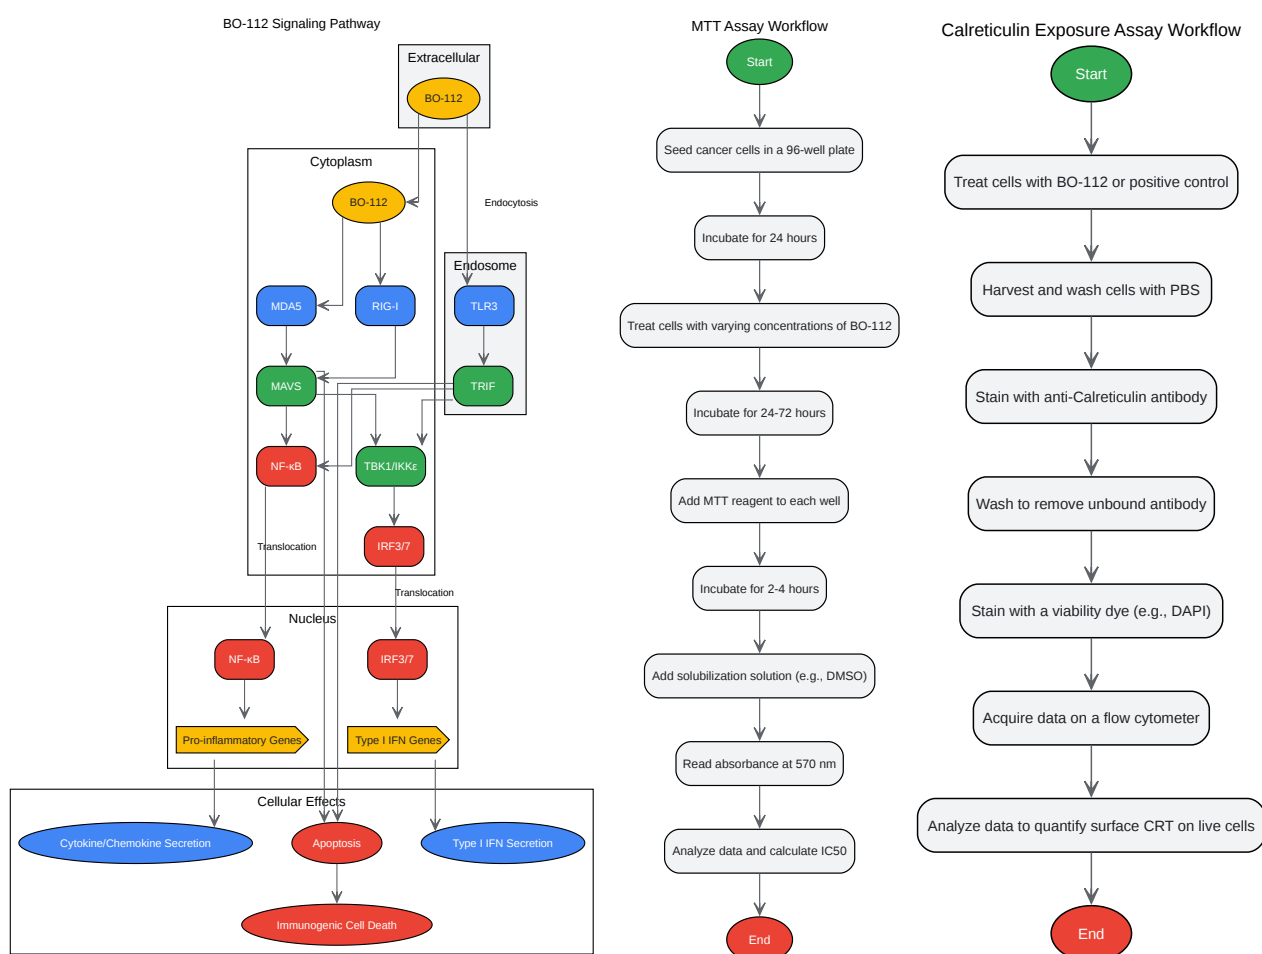 BO-112 Signaling Pathway
Extracellular
BO-112
Cytoplasm
BO-112
Endocytosis
Endosome
MDA5
RIG-I
TLR3
MAVS
TRIF
NF-κB
TBK1/IKKε
IRF3/7
Translocation
Translocation
Nucleus
NF-κB
IRF3/7
Pro-inflammatory Genes
Type I IFN Genes
Cellular Effects
Cytokine/Chemokine Secretion
Apoptosis
Type I IFN Secretion
Immunogenic Cell Death
MTT Assay Workflow
Start
Seed cancer cells in a 96-well plate
Incubate for 24 hours
Treat cells with varying concentrations of BO-112
Incubate for 24-72 hours
Add MTT reagent to each well
Incubate for 2-4 hours
Add solubilization solution (e.g., DMSO)
Read absorbance at 570 nm
Analyze data and calculate IC50
End
Calreticulin Exposure Assay Workflow
Start
Treat cells with BO-112 or positive control
Harvest and wash cells with PBS
Stain with anti-Calreticulin antibody
Wash to remove unbound antibody
Stain with a viability dye (e.g., DAPI)
Acquire data on a flow cytometer
Analyze data to quantify surface CRT on live cells
End